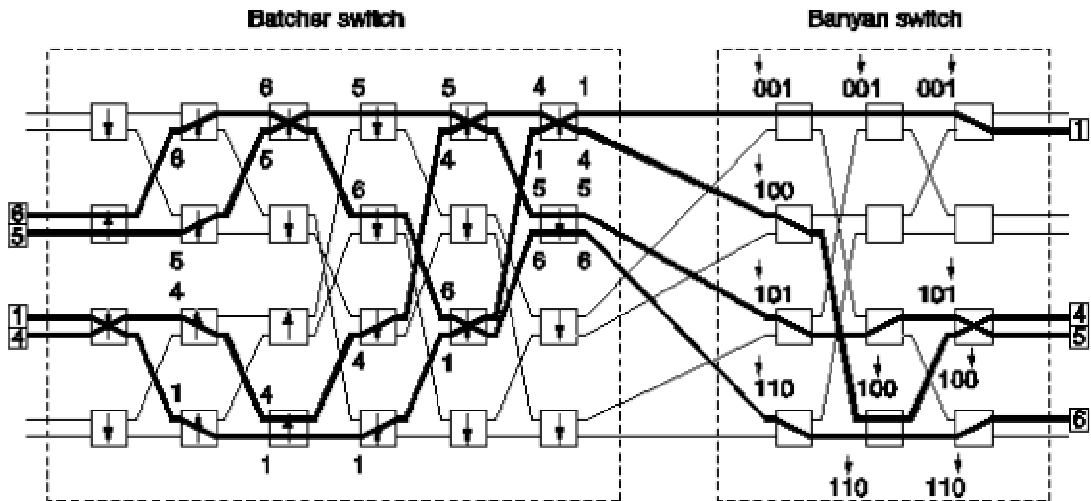 Batcher switch Banyan switch
6 5 5 4 1 001 001 001
1
6 5 4 1 4
6 6 5 5 100
5
5 6 6
4 6 101 101 4
1
4 5
1 4 4 1 110 100 100
6
1 1
110 110